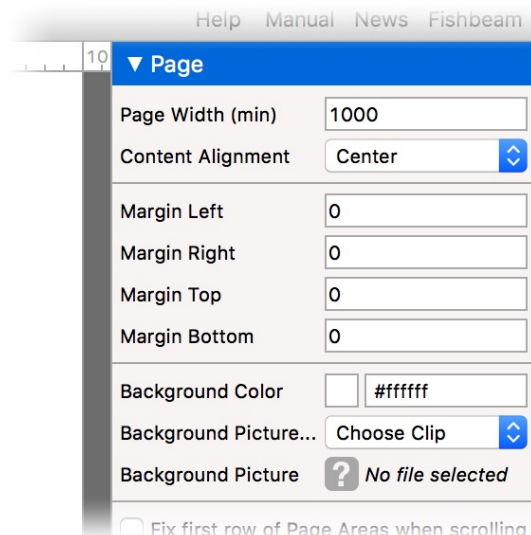 Help Manual News Fishbeam
10
▼ Page
Page Width (min) 1000
Content Alignment Center
Margin Left 0
Margin Right 0
Margin Top 0
Margin Bottom 0
Background Color #ffffff
Background Picture... Choose Clip
Background Picture ? No file selected
Fix first row of Page Areas when scrolling